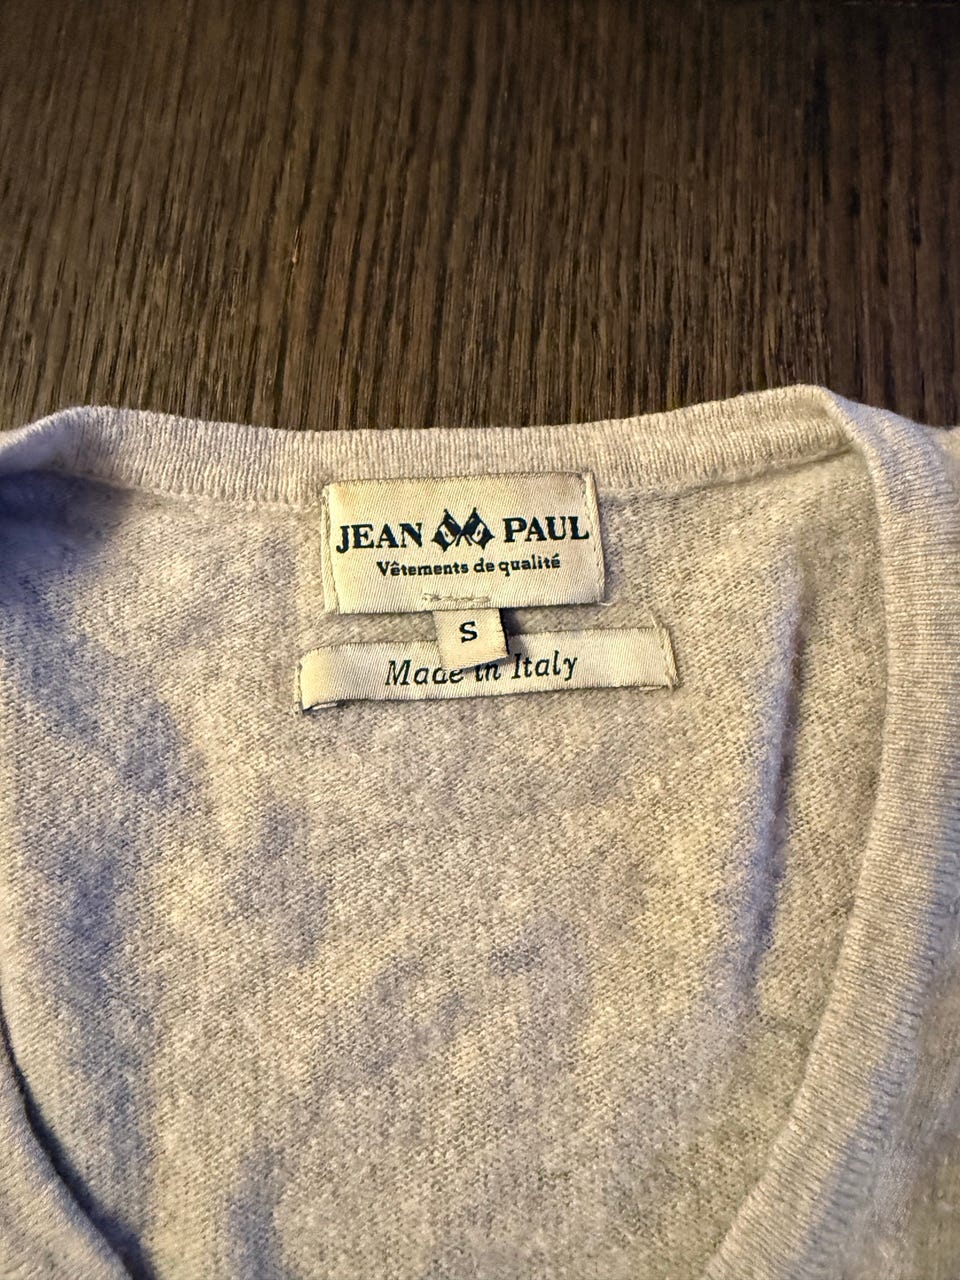 JEAN PAUL
Vêtements de qualité
S
Made in Italy